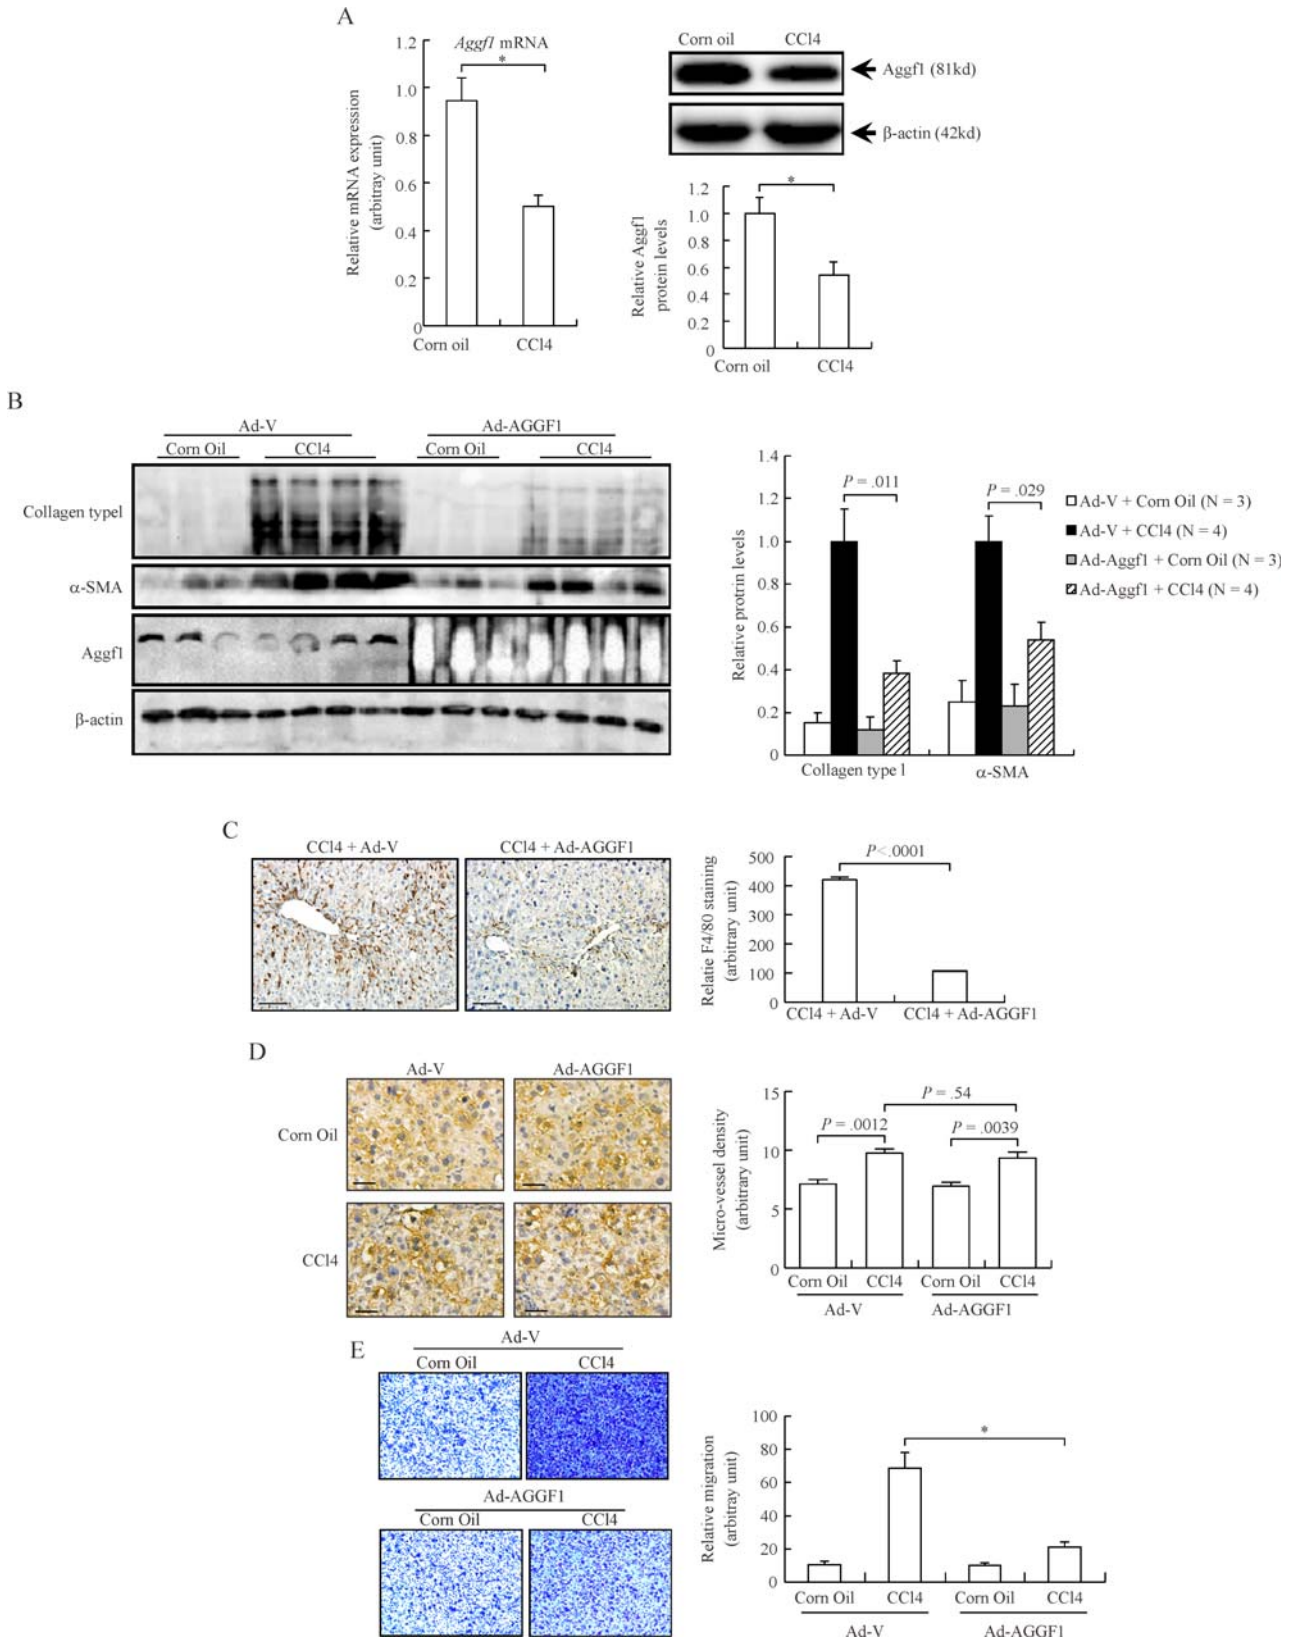 A
Aggf1 mRNA
*
1.2
1.0
0.8
0.6
0.4
0.2
0
Relative mRNA expression
(arbitray unit)
Corn oil CCl4
Corn oil CCl4
Aggf1 (81kd)
β-actin (42kd)
*
1.2
1.0
0.8
0.6
0.4
0.2
0
Relative Aggf1
protein levels
Corn oil CCl4
B
Ad-V Ad-AGGF1
Corn Oil CCl4 Corn Oil CCl4
Collagen typeI
α-SMA
Aggf1
β-actin
1.4
1.2
1.0
0.8
0.6
0.4
0.2
0
Relative protrin levels
P = .011
P = .029
Collagen type l α-SMA
Ad-V + Corn Oil (N = 3)
Ad-V + CCl4 (N = 4)
Ad-Aggf1 + Corn Oil (N = 3)
Ad-Aggf1 + CCl4 (N = 4)
C
CCl4 + Ad-V CCl4 + Ad-AGGF1
500
400
300
200
100
0
Relatie F4/80 staining
(arbitrary unit)
P<.0001
CCl4 + Ad-V CCl4 + Ad-AGGF1
D
Ad-V Ad-AGGF1
Corn Oil
CCl4
15
10
5
0
Micro-vessel density
(arbitrary unit)
P = .54
P = .0012 P = .0039
Corn Oil CCl4 Corn Oil CCl4
Ad-V Ad-AGGF1
E
Ad-V
Corn Oil CCl4
Ad-AGGF1
Corn Oil CCl4
100
80
60
40
20
0
Relative migration
(arbitray unit)
*
Corn Oil CCl4 Corn Oil CCl4
Ad-V Ad-AGGF1